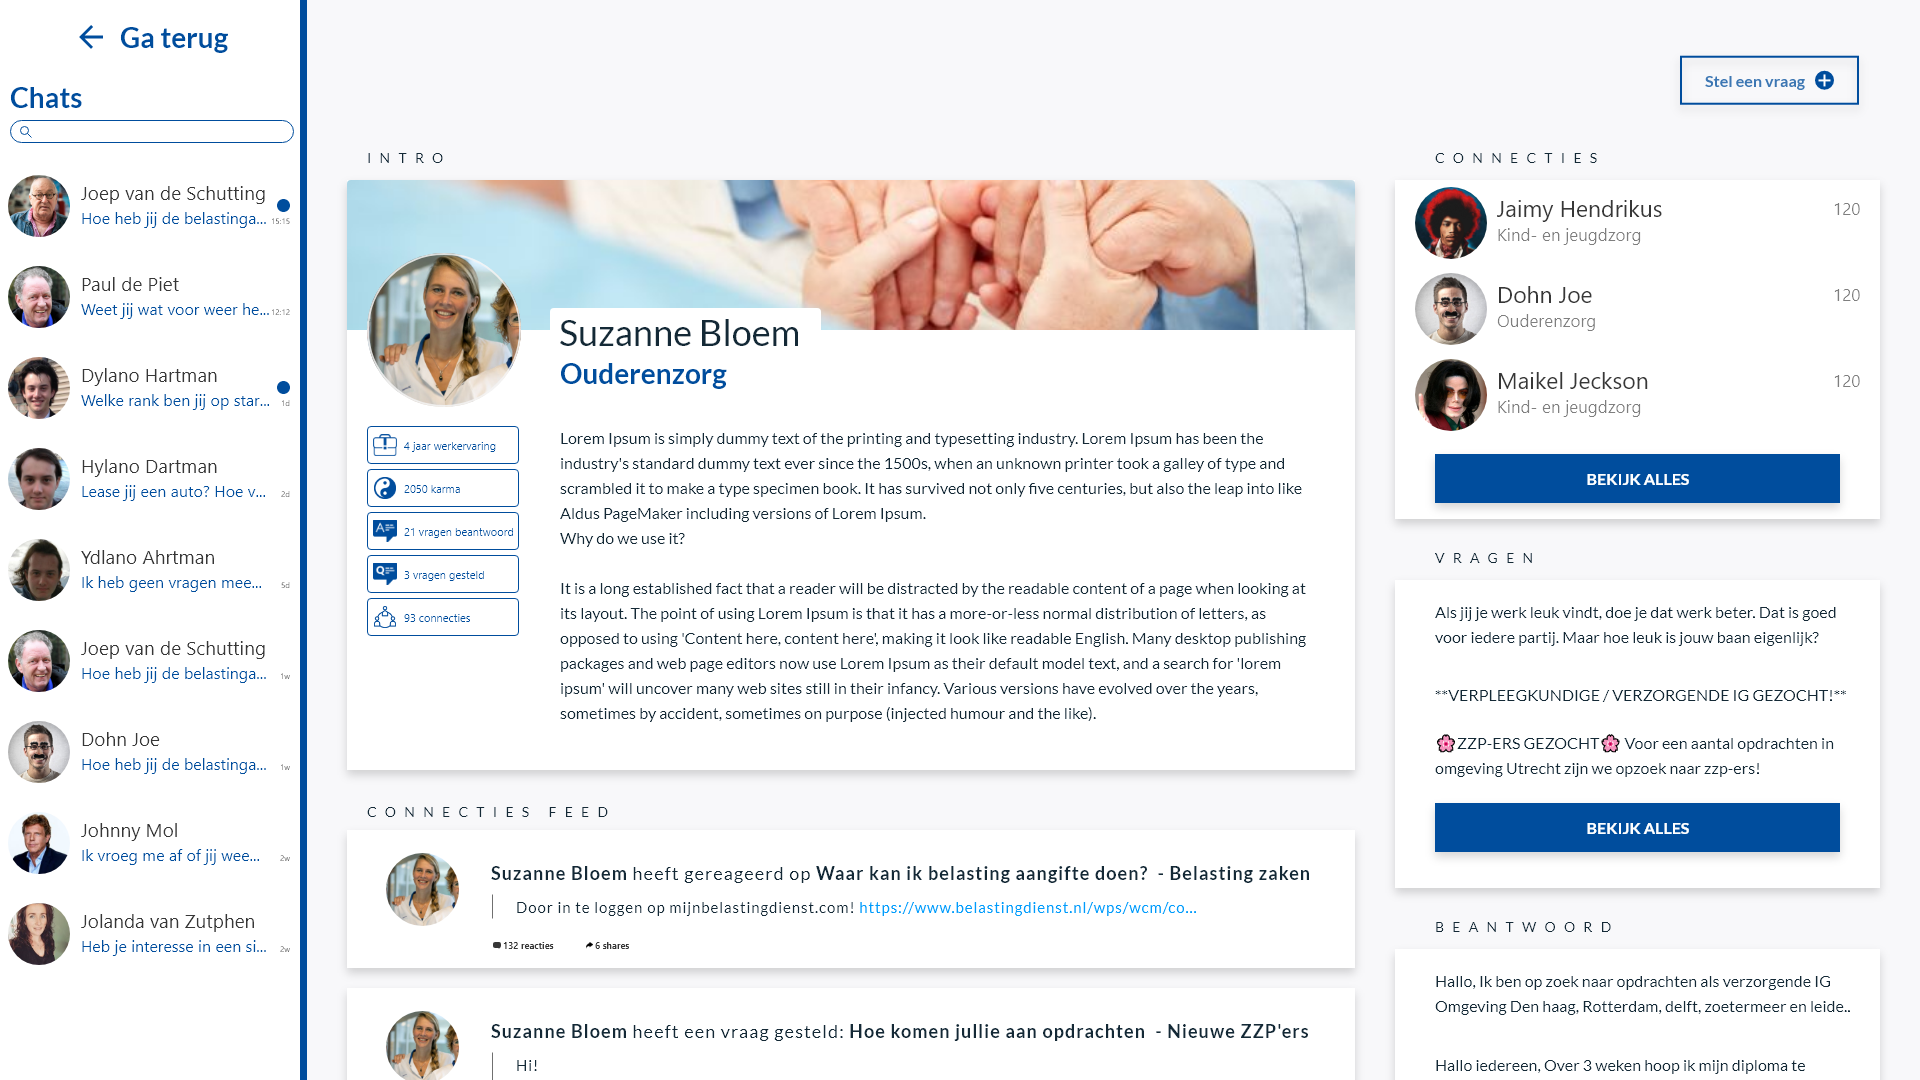 Ga terug
Chats
Joep van de Schutting
Hoe heb jij de belastinga...
15:15
Paul de Piet
Weet jij wat voor weer he...
12:12
Dylano Hartman
Welke rank ben jij op star...
1d
Hylano Dartman
Lease jij een auto? Hoe v...
2d
Ydlano Ahrtman
Ik heb geen vragen mee...
5d
Joep van de Schutting
Hoe heb jij de belastinga...
1w
Dohn Joe
Hoe heb jij de belastinga...
1w
Johnny Mol
Ik vroeg me af of jij wee...
2w
Jolanda van Zutphen
Heb je interesse in een si...
2w
Stel een vraag
INTRO
Suzanne Bloem
Ouderenzorg
4 jaar werkervaring
2050 karma
21 vragen beantwoord
3 vragen gesteld
93 connecties
Lorem Ipsum is simply dummy text of the printing and typesetting industry. Lorem Ipsum has been the
industry's standard dummy text ever since the 1500s, when an unknown printer took a galley of type and
scrambled it to make a type specimen book. It has survived not only five centuries, but also the leap into like
Aldus PageMaker including versions of Lorem Ipsum.
Why do we use it?
It is a long established fact that a reader will be distracted by the readable content of a page when looking at
its layout. The point of using Lorem Ipsum is that it has a more-or-less normal distribution of letters, as
opposed to using 'Content here, content here', making it look like readable English. Many desktop publishing
packages and web page editors now use Lorem Ipsum as their default model text, and a search for 'lorem
ipsum' will uncover many web sites still in their infancy. Various versions have evolved over the years,
sometimes by accident, sometimes on purpose (injected humour and the like).
CONNECTIES FEED
Suzanne Bloem heeft gereageerd op Waar kan ik belasting aangifte doen? - Belasting zaken
Door in te loggen op mijnbelastingdienst.com! https://www.belastingdienst.nl/wps/wcm/co...
132 reacties
6 shares
Suzanne Bloem heeft een vraag gesteld: Hoe komen jullie aan opdrachten - Nieuwe ZZP'ers
Hi!
CONNECTIES
Jaimy Hendrikus
120
Kind- en jeugdzorg
Dohn Joe
120
Ouderenzorg
Maikel Jeckson
120
Kind- en jeugdzorg
BEKIJK ALLES
VRAGEN
Als jij je werk leuk vindt, doe je dat werk beter. Dat is goed
voor iedere partij. Maar hoe leuk is jouw baan eigenlijk?
**VERPLEEGKUNDIGE / VERZORGENDE IG GEZOCHT!**
🌸ZZP-ERS GEZOCHT🌸 Voor een aantal opdrachten in
omgeving Utrecht zijn we opzoek naar zzp-ers!
BEKIJK ALLES
BEANTWOORD
Hallo, Ik ben op zoek naar opdrachten als verzorgende IG
Omgeving Den haag, Rotterdam, delft, zoetermeer en leide..
Hallo iedereen, Over 3 weken hoop ik mijn diploma te